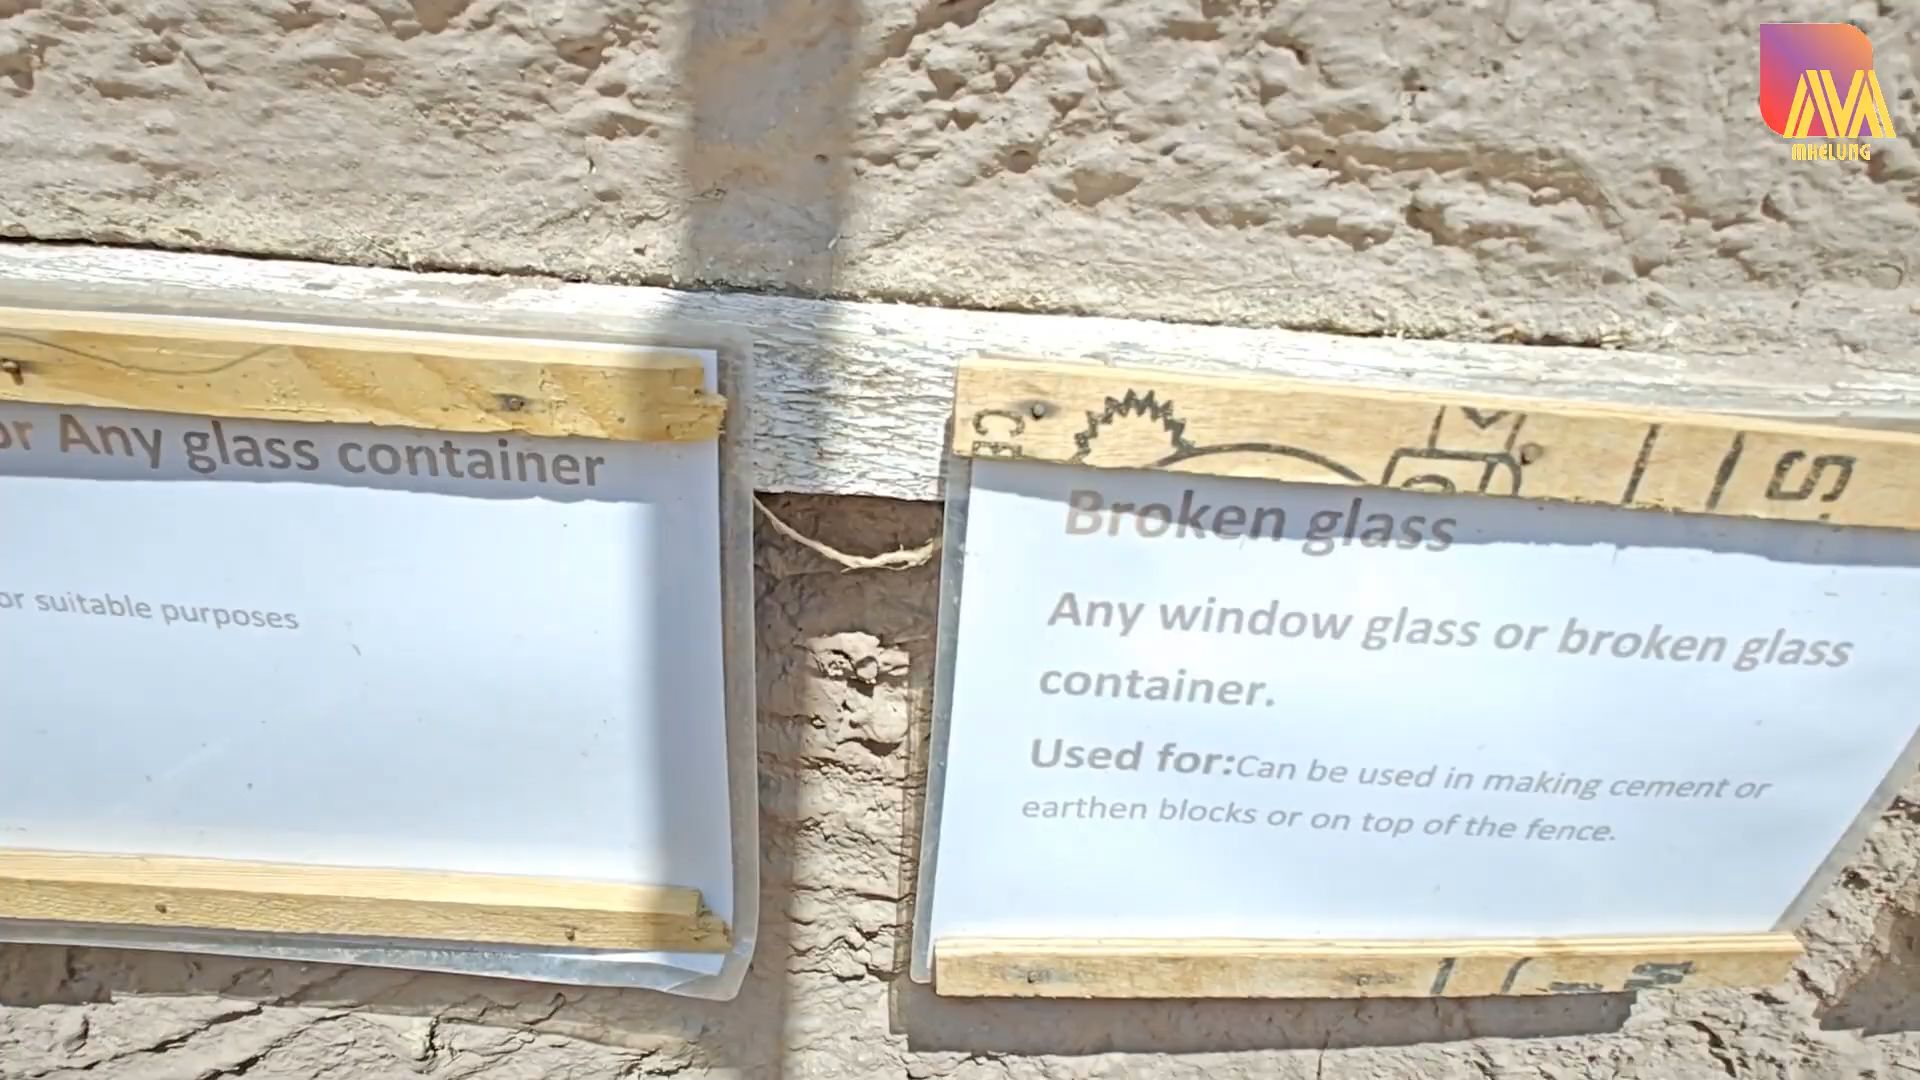 MHELUNG
or Any glass container
or suitable purposes
Broken glass
Any window glass or broken glass
container.
Used for:Can be used in making cement or
earthen blocks or on top of the fence.